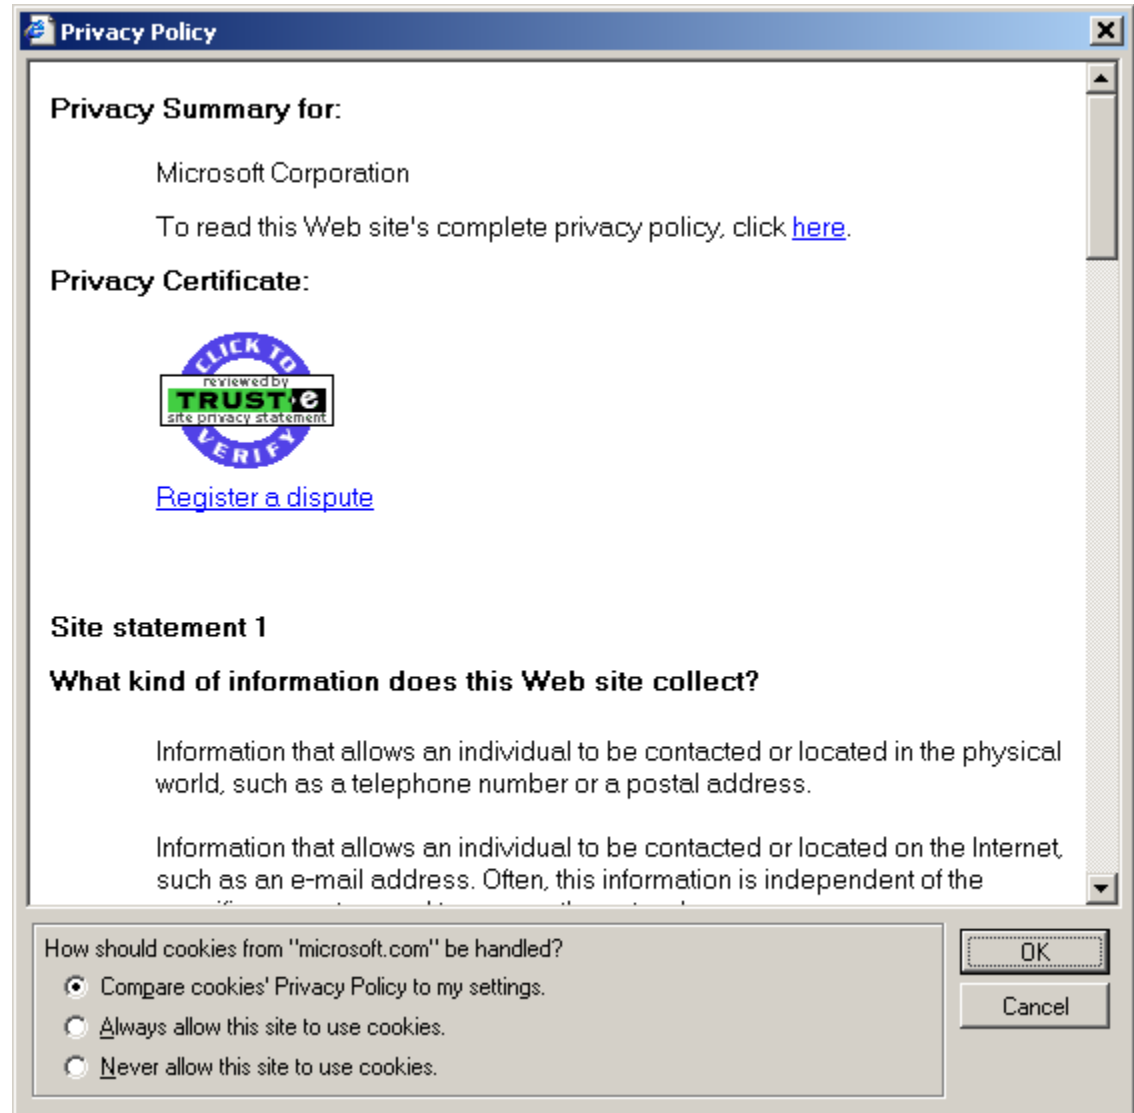 Privacy Policy
Privacy Summary for:
Microsoft Corporation
To read this Web site's complete privacy policy, click here.
Privacy Certificate:
CLICK TO
reviewed by
TRUST·e
site privacy statement
VERIFY
Register a dispute
Site statement 1
What kind of information does this Web site collect?
Information that allows an individual to be contacted or located in the physical
world, such as a telephone number or a postal address.
Information that allows an individual to be contacted or located on the Internet,
such as an e-mail address. Often, this information is independent of the
How should cookies from "microsoft.com" be handled?
Compare cookies' Privacy Policy to my settings.
Always allow this site to use cookies.
Never allow this site to use cookies.
OK
Cancel